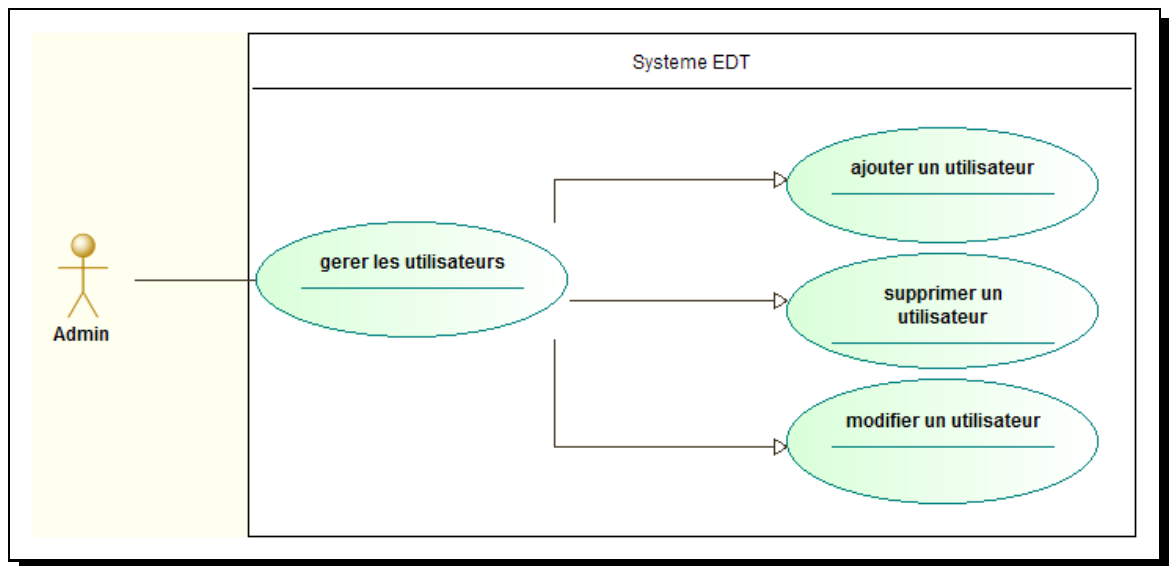 Systeme EDT
ajouter un utilisateur
gerer les utilisateurs
supprimer un
utilisateur
Admin
modifier un utilisateur